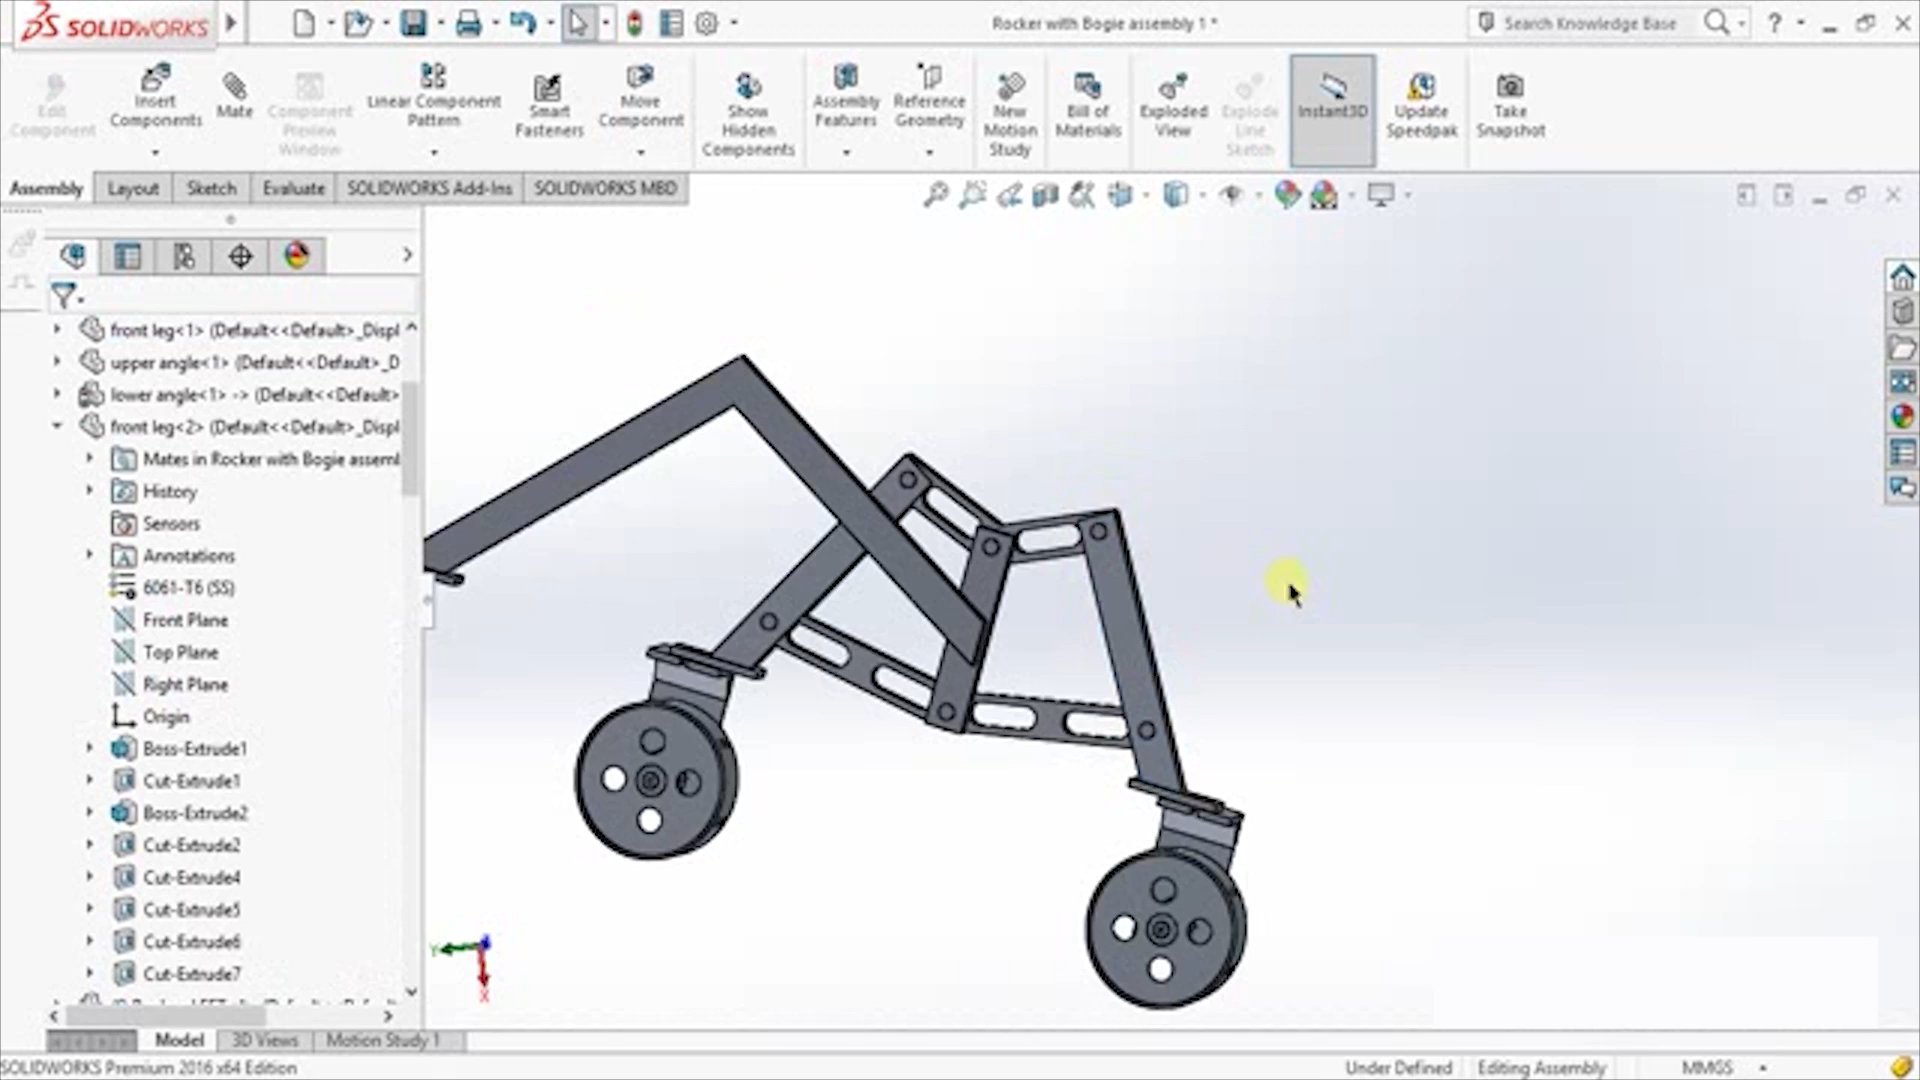 SOLIDWORKS
Rocker with Bogie assembly 1 *
Search Knowledge Base
?
Edit Component
Insert Components
Mate
Component Preview Window
Linear Component Pattern
Smart Fasteners
Move Component
Show Hidden Components
Assembly Features
Reference Geometry
New Motion Study
Bill of Materials
Exploded View
Explode Line Sketch
Instant3D
Update Speedpak
Take Snapshot
Assembly
Layout
Sketch
Evaluate
SOLIDWORKS Add-Ins
SOLIDWORKS MBD
front leg<1> (Default<<Default>_Displ
upper angle<1> (Default<<Default>_D
lower angle<1> -> (Default<<Default>
front leg<2> (Default<<Default>_Displ
Mates in Rocker with Bogie asseml
History
Sensors
Annotations
6061-T6 (SS)
Front Plane
Top Plane
Right Plane
Origin
Boss-Extrude1
Cut-Extrude1
Boss-Extrude2
Cut-Extrude2
Cut-Extrude4
Cut-Extrude5
Cut-Extrude6
Cut-Extrude7
Y
X
Model
3D Views
Motion Study 1
SOLIDWORKS Premium 2016 x64 Edition
Under Defined
Editing Assembly
MMGS